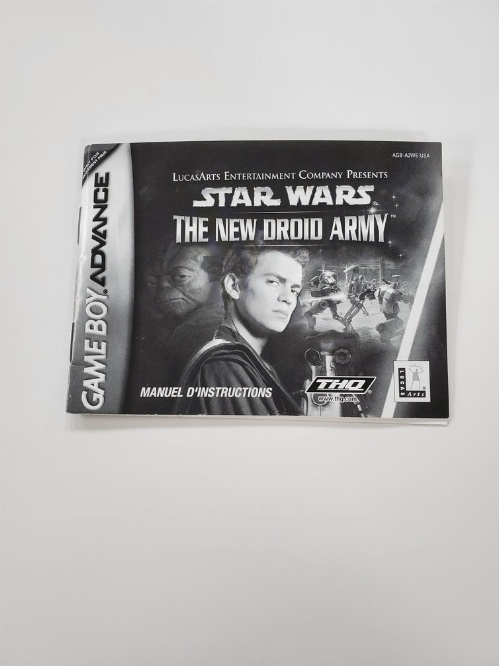 AGB-A2WE-USA
LUCASARTS ENTERTAINMENT COMPANY PRESENTS
STAR WARS
THE NEW DROID ARMY™
GAME BOY ADVANCE
MANUEL D'INSTRUCTIONS
THQ
www.thq.com
LUCAS
Arts